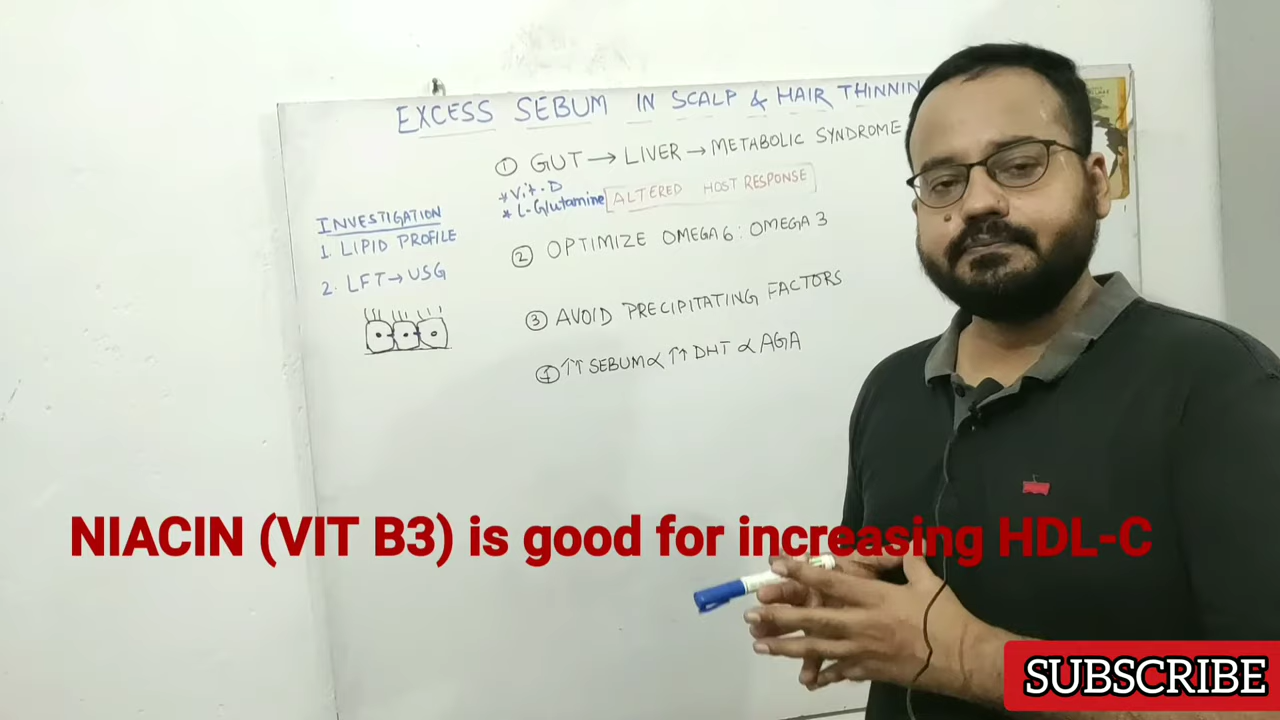 EXCESS SEBUM IN SCALP & HAIR THINNIN
① GUT → LIVER → METABOLIC SYNDROME
* Vit. D
* L-Glutamine
ALTERED HOST RESPONSE
② OPTIMIZE OMEGA 6 : OMEGA 3
③ AVOID PRECIPITATING FACTORS
④ ↑↑ SEBUM ∝ ↑↑ DHT ∝ AGA
INVESTIGATION
1. LIPID PROFILE
2. LFT → USG
NIACIN (VIT B3) is good for increasing HDL-C
SUBSCRIBE